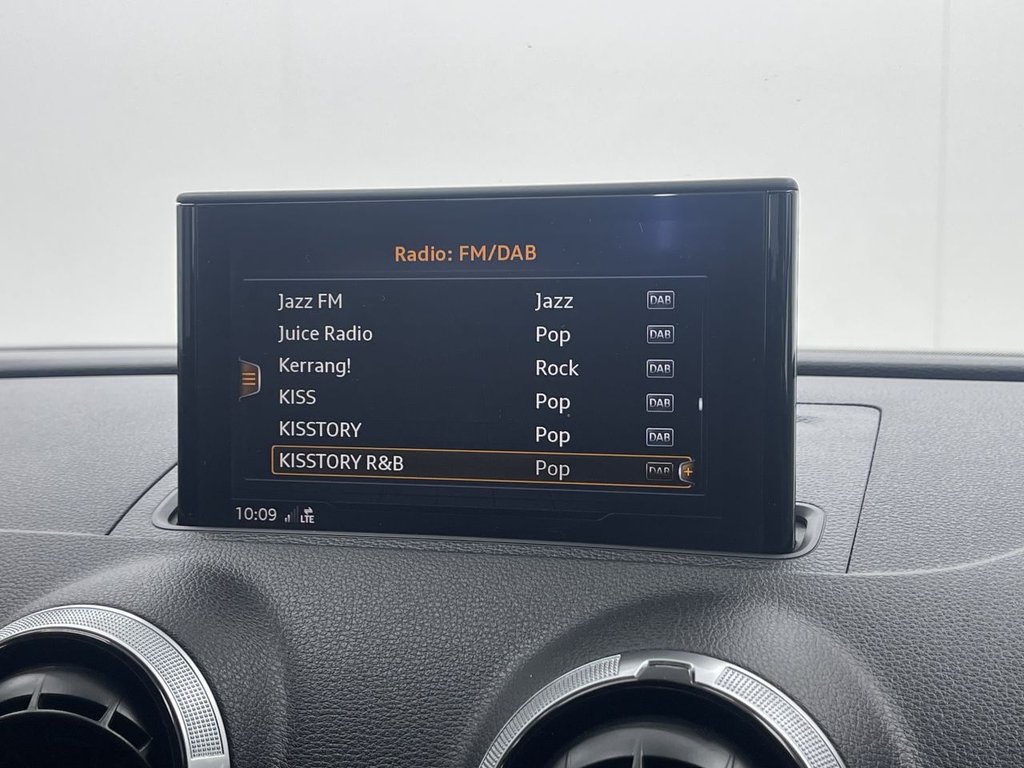 Radio: FM/DAB
Jazz FM Jazz DAB
Juice Radio Pop DAB
Kerrang! Rock DAB
KISS Pop DAB
KISSTORY Pop DAB
KISSTORY R&B Pop DAB +
10:09 LTE